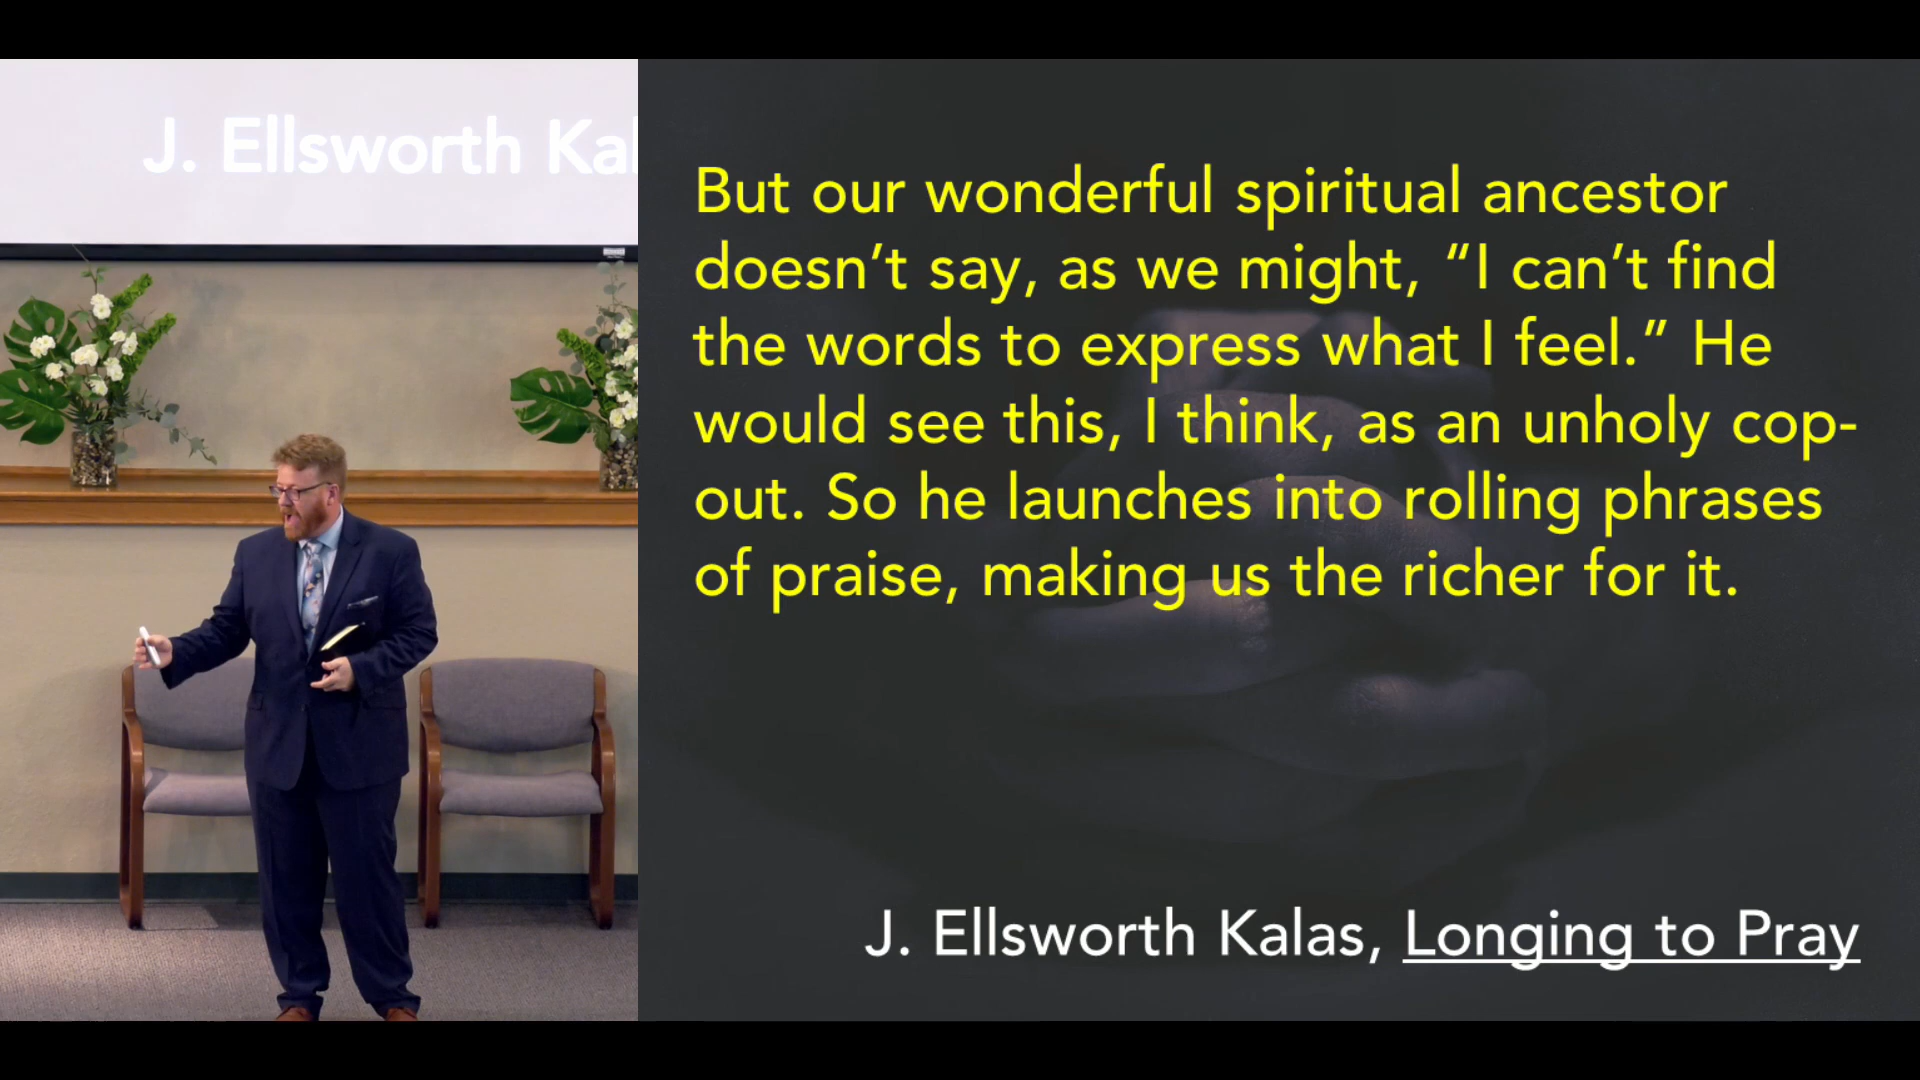 J. Ellsworth Kal
But our wonderful spiritual ancestor
doesn’t say, as we might, “I can’t find
the words to express what I feel.” He
would see this, I think, as an unholy cop-
out. So he launches into rolling phrases
of praise, making us the richer for it.
J. Ellsworth Kalas, Longing to Pray